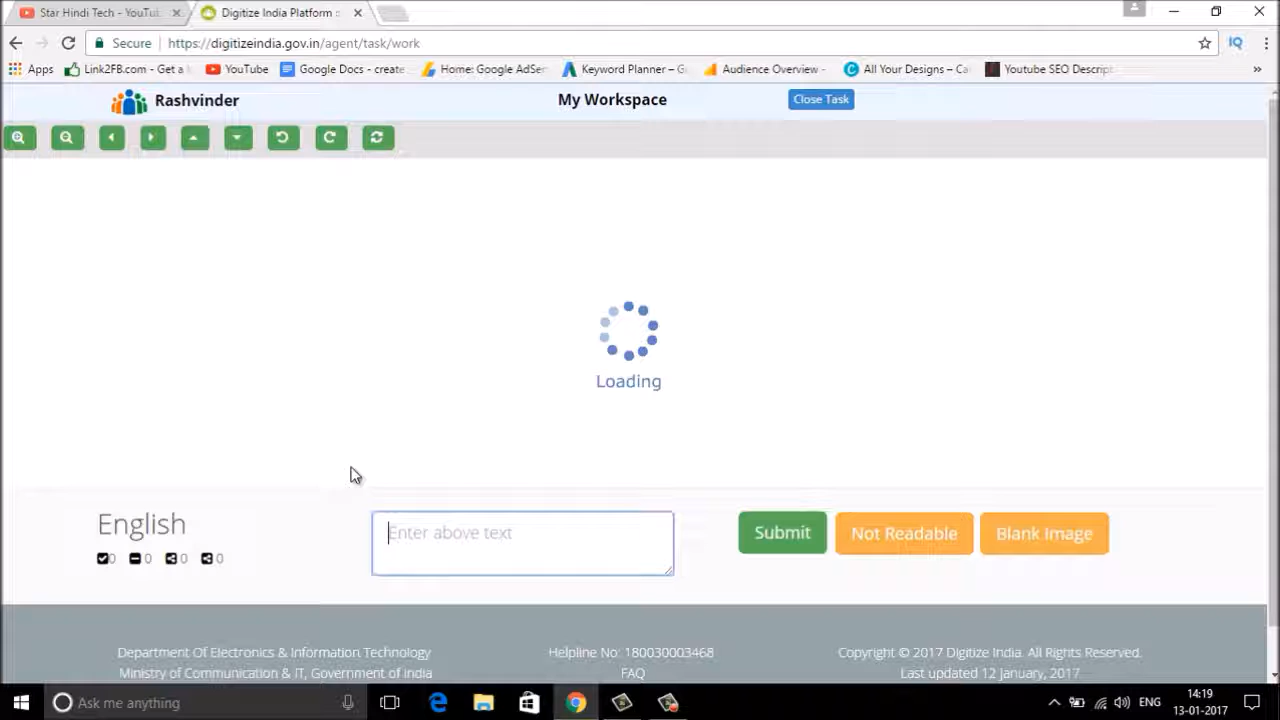 Star Hindi Tech - YouTu
Digitize India Platform :
Secure
https://digitizeindia.gov.in/agent/task/work
Apps
Link2FB.com - Get a l
YouTube
Google Docs - create
Home: Google AdSer
Keyword Planner – G
Audience Overview -
All Your Designs – Ca
Youtube SEO Descript
Rashvinder
My Workspace
Close Task
Loading
English
Enter above text
Submit
Not Readable
Blank Image
0 0 0 0
Department Of Electronics & Information Technology
Helpline No: 180030003468
Copyright © 2017 Digitize India. All Rights Reserved.
Ministry of Communication & IT, Government of India
FAQ
Last updated 12 January, 2017.
Ask me anything
ENG
14:19
13-01-2017